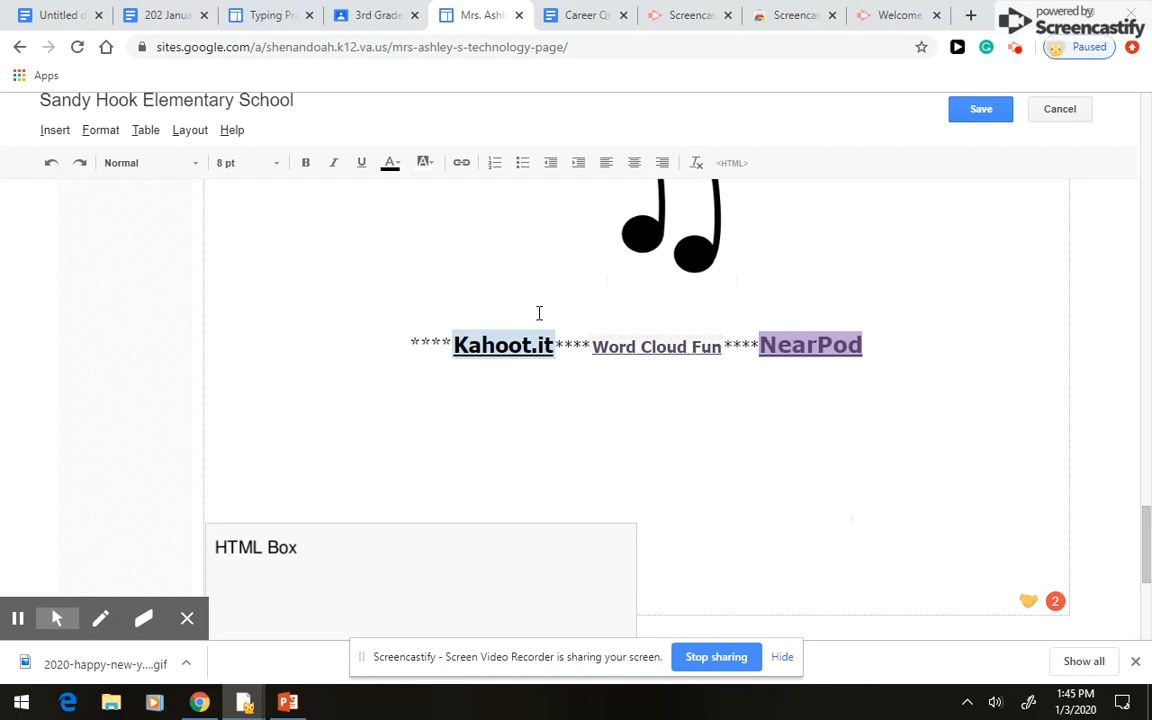 Untitled d
202 Janua
Typing Pra
3rd Grade
Mrs. Ashl
Career Q
Screencas
Screencas
Welcome
powered by
Screencastify
sites.google.com/a/shenandoah.k12.va.us/mrs-ashley-s-technology-page/
Paused
Apps
Sandy Hook Elementary School
Save
Cancel
Insert Format Table Layout Help
Normal 8 pt B I U A A <HTML>
****Kahoot.it****Word Cloud Fun****NearPod
HTML Box
2
2020-happy-new-y....gif
Screencastify - Screen Video Recorder is sharing your screen.
Stop sharing
Hide
Show all
1:45 PM
1/3/2020